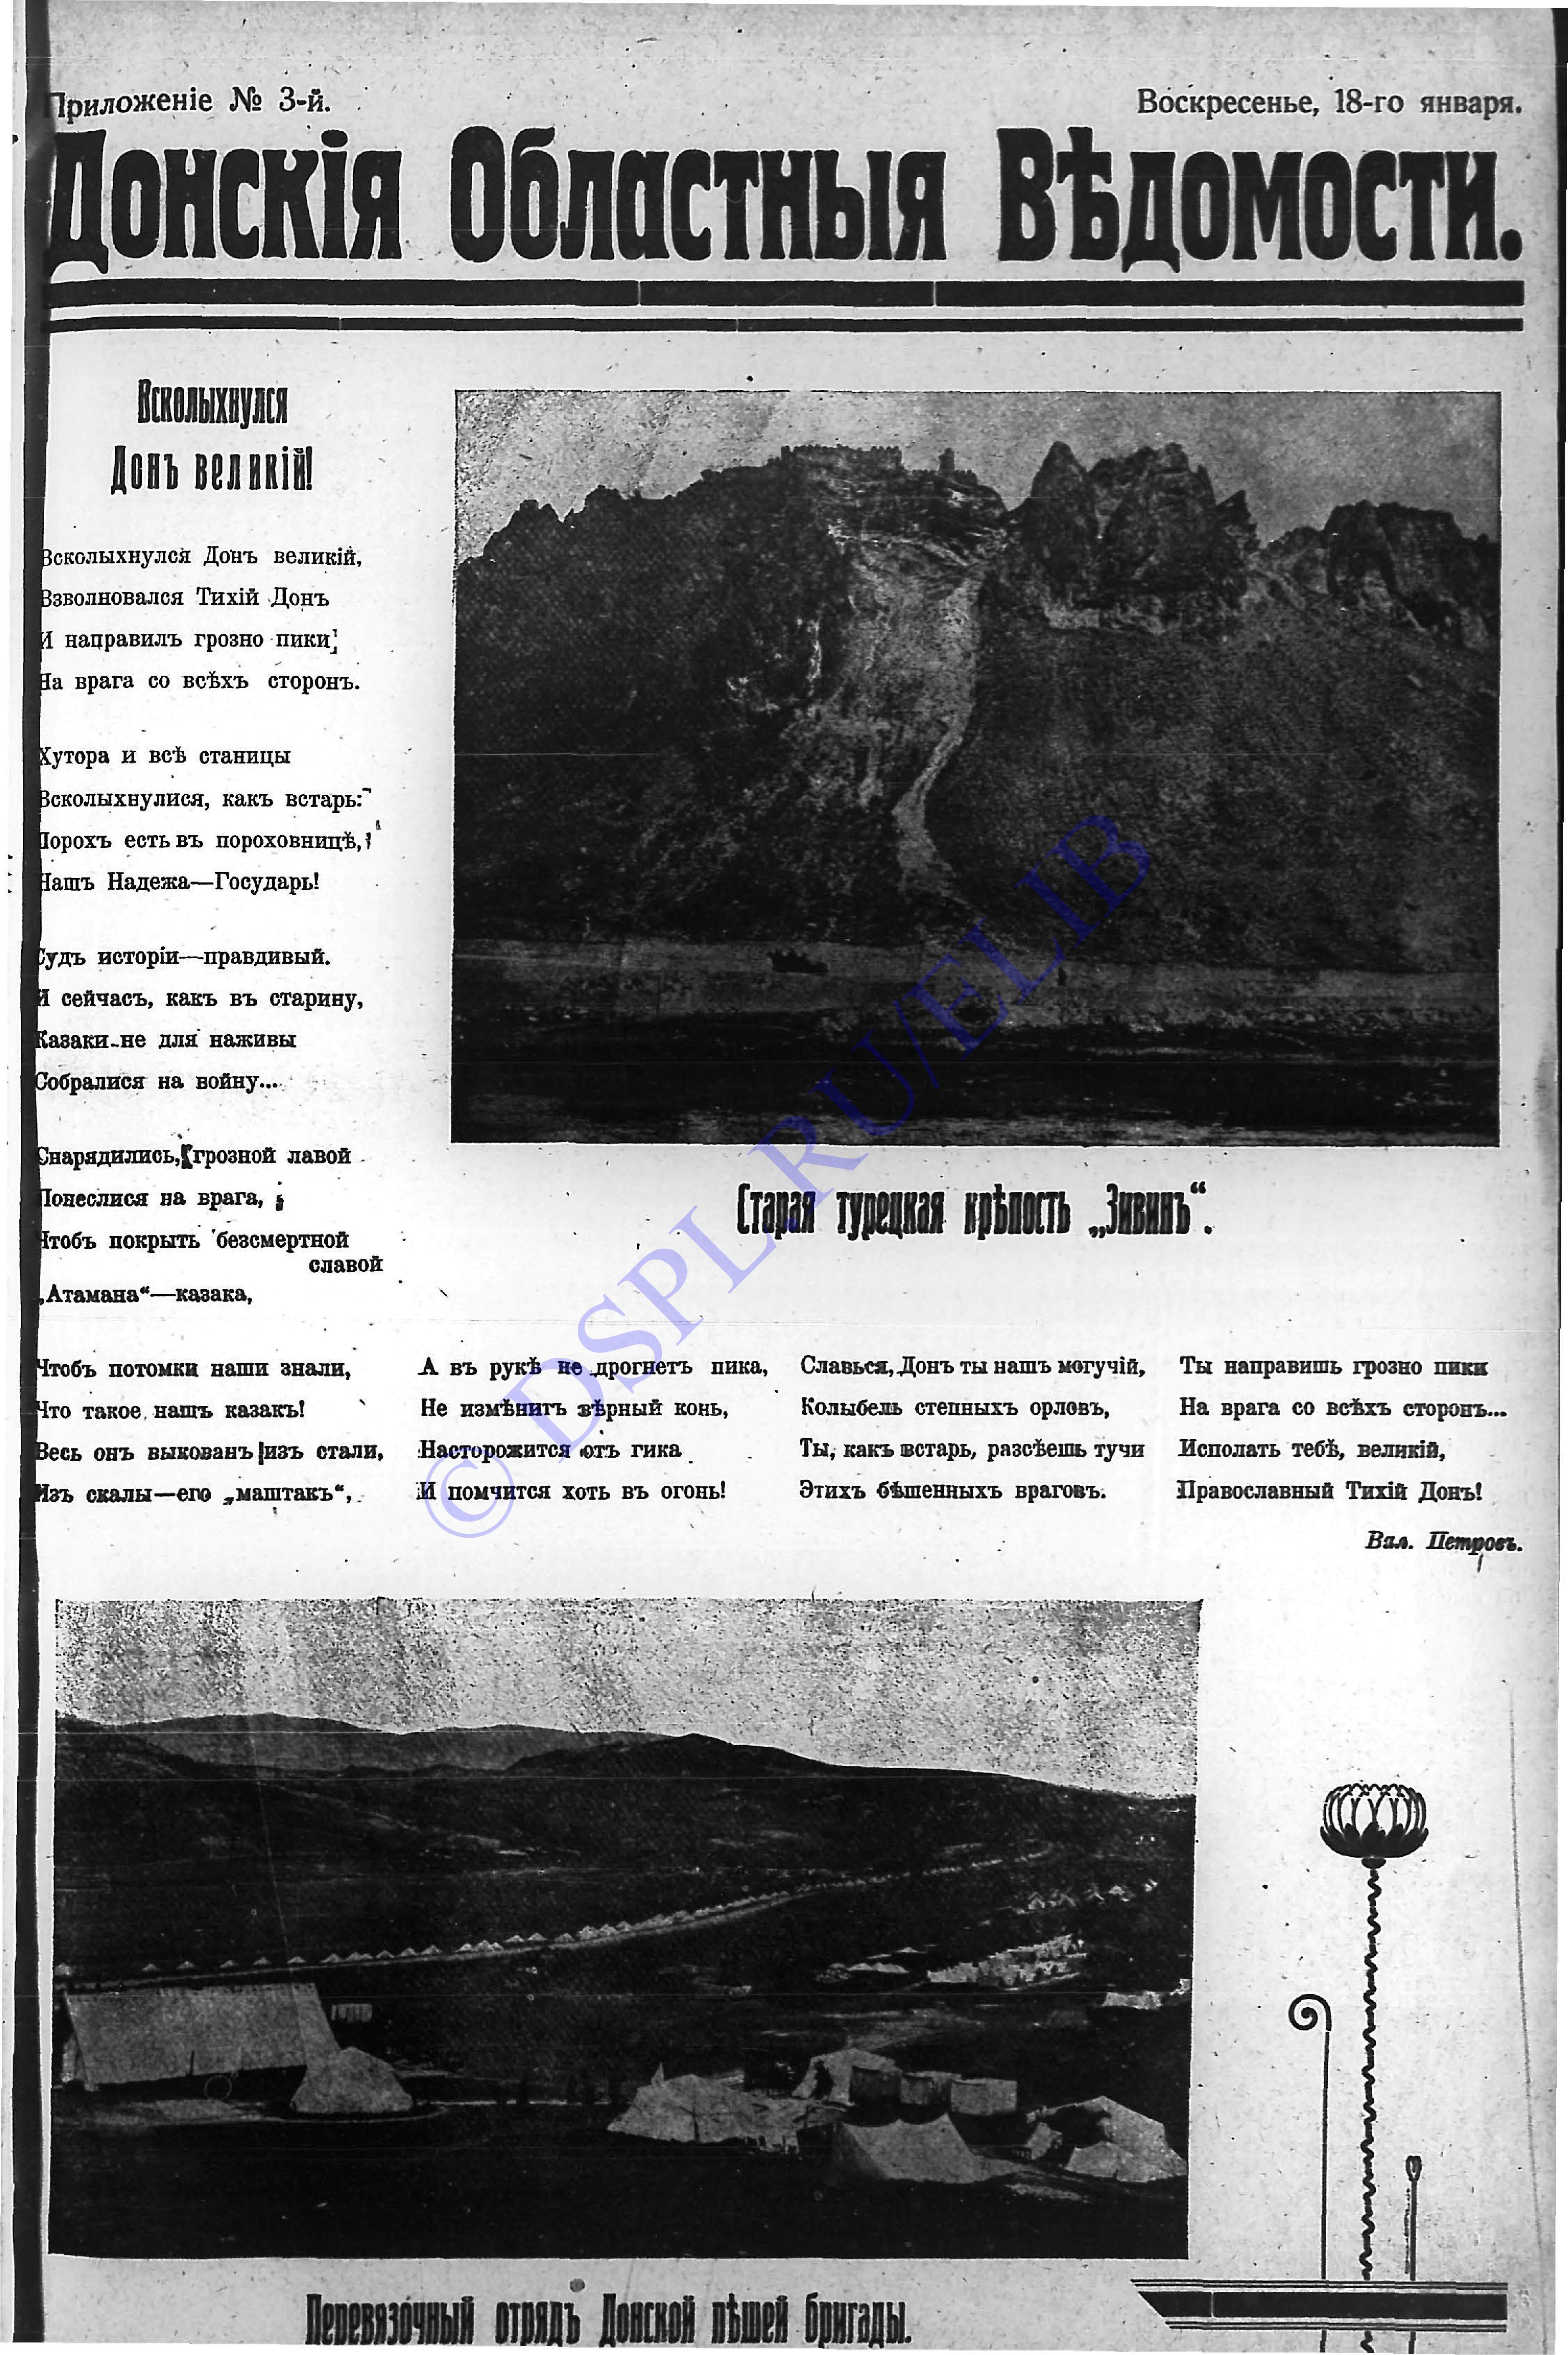 Приложеніе № 3-й.
Воскресенье, 18-го января.
Донскія Областныя Вѣдомости.
Всколыхнулся
Донъ великій!
Всколыхнулся Донъ великій,
Взволновался Тихій Донъ
И направилъ грозно пики
На врага со всѣхъ сторонъ.
Хутора и всѣ станицы
Всколыхнулися, какъ встарь:
Порохъ есть въ пороховницѣ,
Нашъ Надежа—Государь!
Судъ исторіи—правдивый.
И сейчасъ, какъ въ старину,
Казаки не для наживы
Собралися на войну...
Снарядились, грозной лавой
Понеслися на врага,
Чтобъ покрыть безсмертной
славой
„Атамана“—казака,
Чтобъ потомки наши знали,
Что такое нашъ казакъ!
Весь онъ выкованъ изъ стали,
Изъ скалы—его „маштакъ“,
А въ рукѣ не дрогнетъ пика,
Не измѣнитъ вѣрный конь,
Насторожится отъ гика
И помчится хоть въ огонь!
Славься, Донъ ты нашъ могучій,
Колыбель степныхъ орловъ,
Ты, какъ встарь, разсѣешь тучи
Этихъ бѣшенныхъ враговъ.
Ты направишь грозно пики
На врага со всѣхъ сторонъ...
Исполать тебѣ, великій,
Православный Тихій Донъ!
Вал. Петровъ.
Старая турецкая крѣпость „Зивинъ“.
Перевязочный отрядъ Донской пѣшей бригады.
© DSPL.RU/ELIB